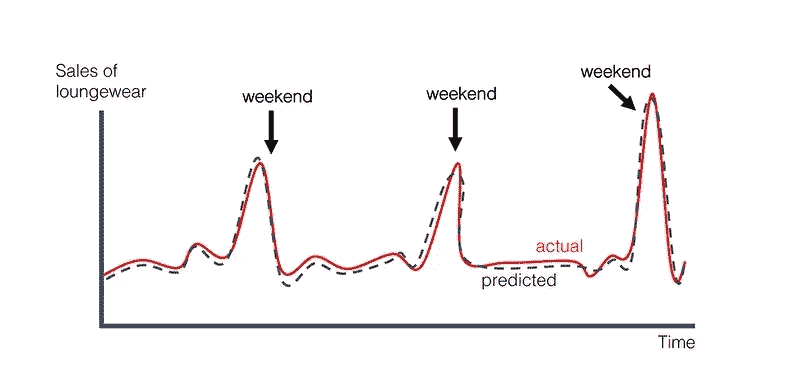 Sales of
loungewear
weekend
weekend
weekend
actual
predicted
Time